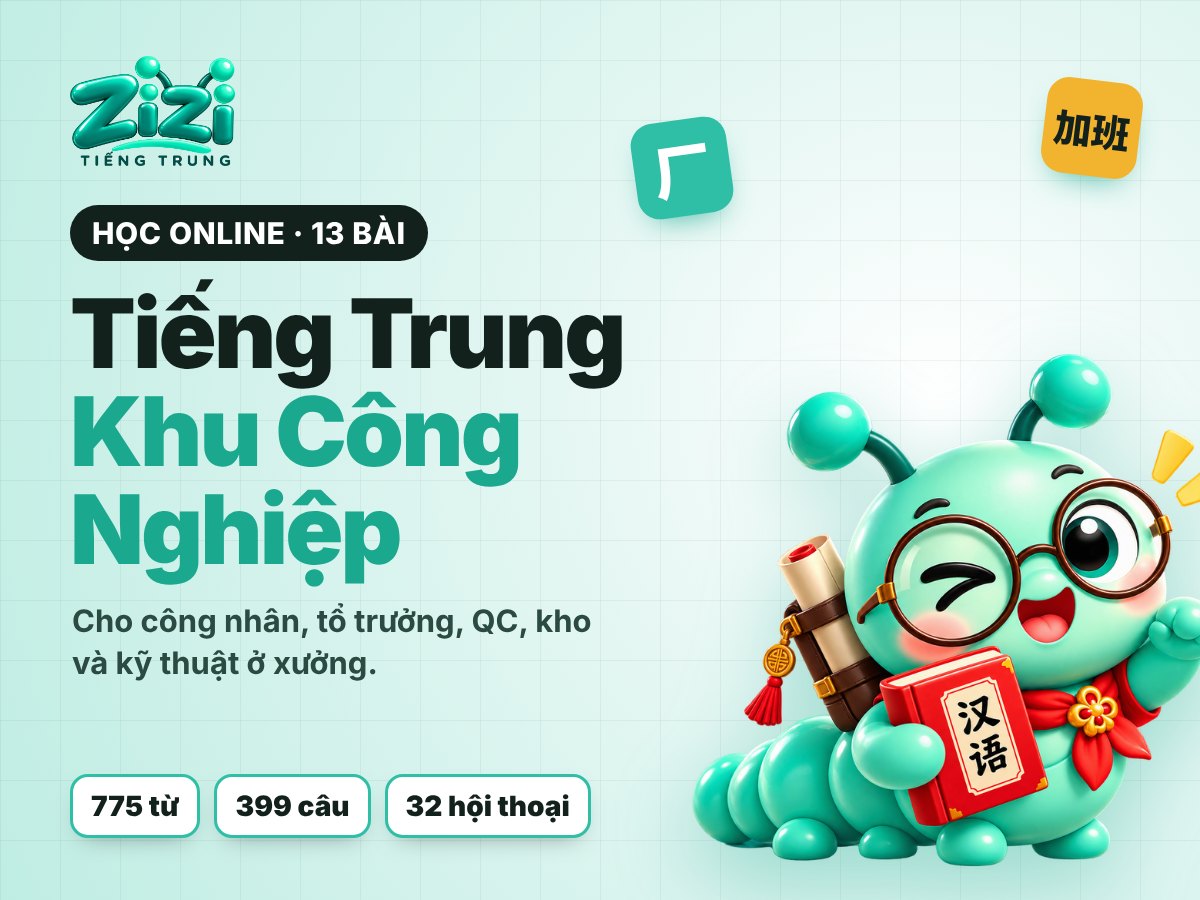 ZiZi
TIẾNG TRUNG
厂
加班
HỌC ONLINE · 13 BÀI
Tiếng Trung
Khu Công
Nghiệp
Cho công nhân, tổ trưởng, QC, kho
và kỹ thuật ở xưởng.
汉
语
775 từ
399 câu
32 hội thoại